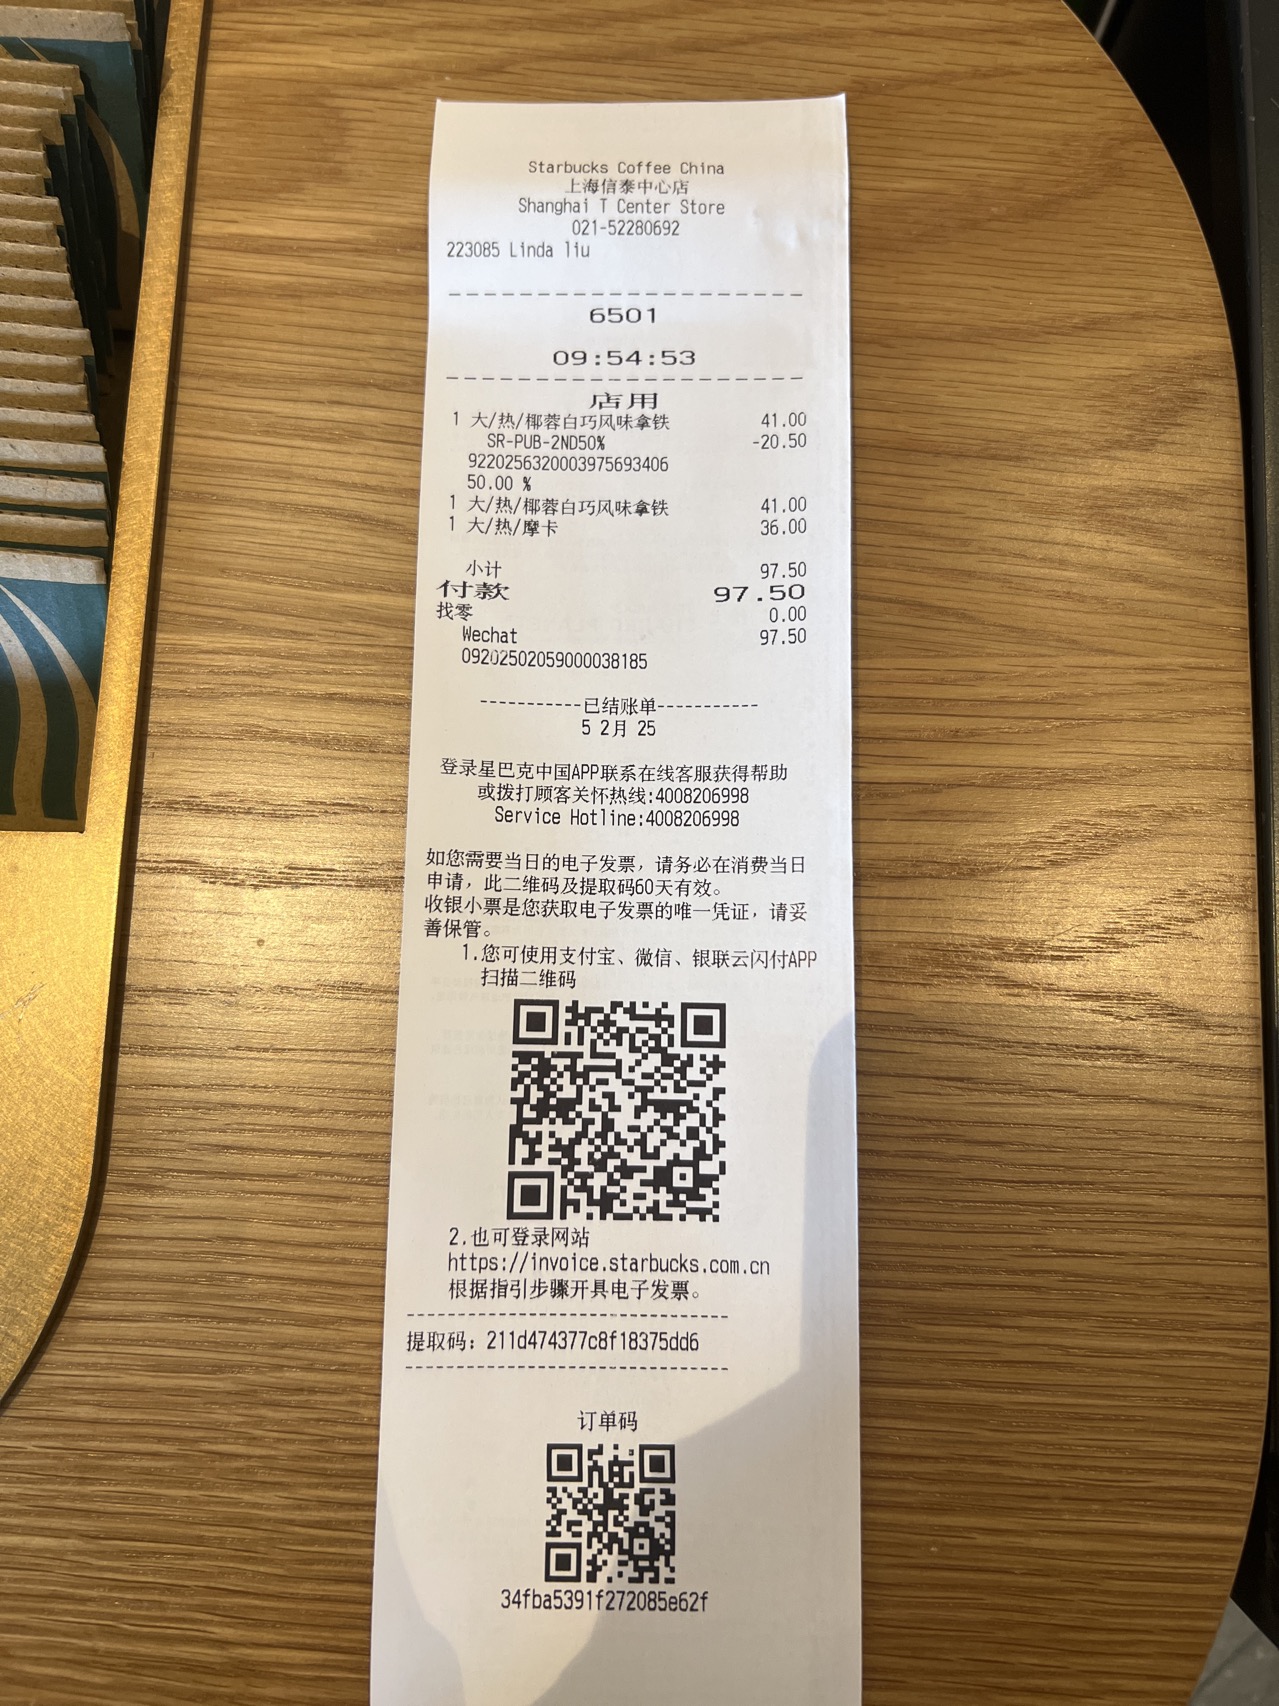 Starbucks Coffee China
上海信泰中心店
Shanghai T Center Store
021-52280692
223085 Linda liu
6501
09:54:53
店用
1 大/热/椰蓉白巧风味拿铁 41.00
SR-PUB-2ND50% -20.50
9220256320003975693406
50.00 %
1 大/热/椰蓉白巧风味拿铁 41.00
1 大/热/摩卡 36.00
小计 97.50
付款 97.50
找零 0.00
Wechat 97.50
09202502059000038185
-----------已结账单-----------
5 2月 25
登录星巴克中国APP联系在线客服获得帮助
或拨打顾客关怀热线:4008206998
Service Hotline:4008206998
如您需要当日的电子发票，请务必在消费当日
申请，此二维码及提取码60天有效。
收银小票是您获取电子发票的唯一凭证，请妥
善保管。
1.您可使用支付宝、微信、银联云闪付APP
扫描二维码
2.也可登录网站
https://invoice.starbucks.com.cn
根据指引步骤开具电子发票。
提取码：211d474377c8f18375dd6
订单码
34fba5391f272085e62f